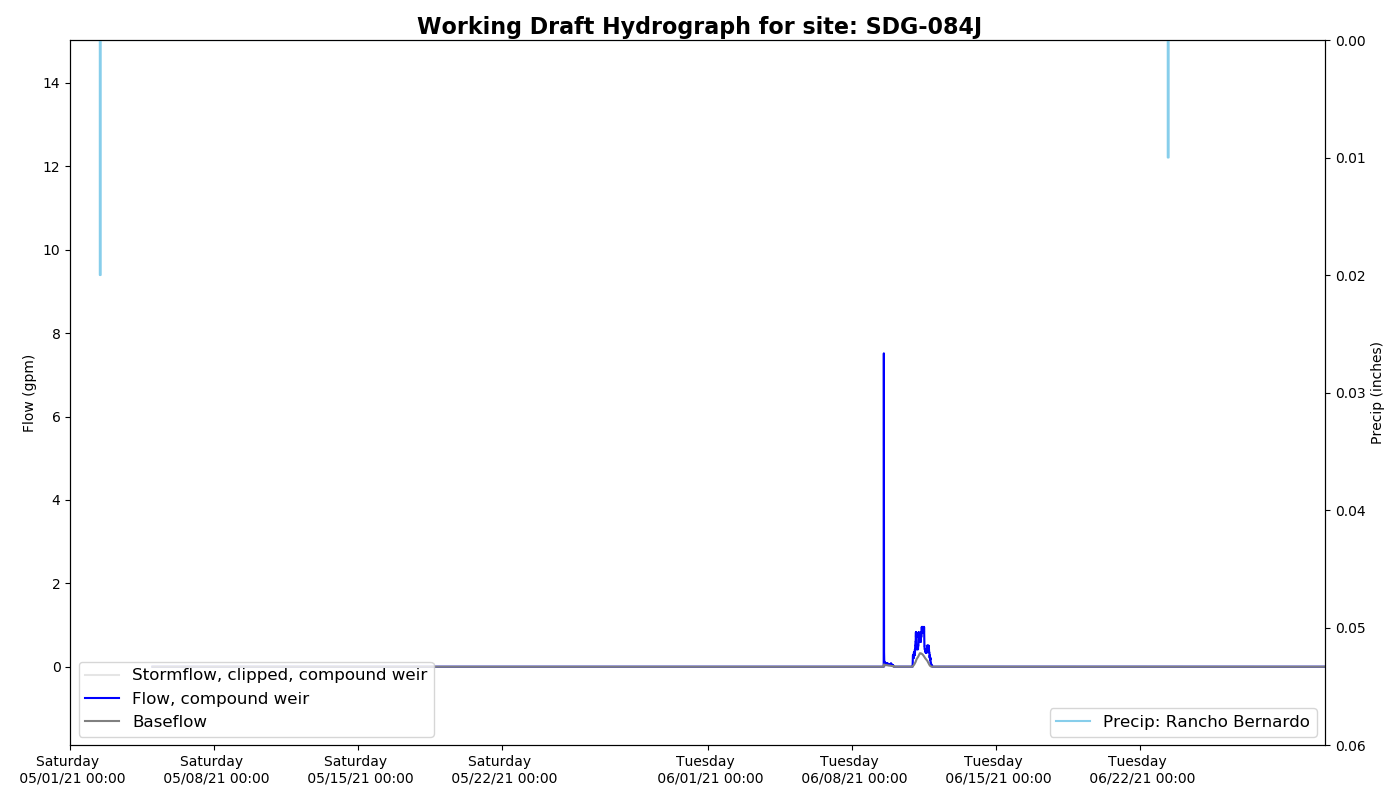 Working Draft Hydrograph for site: SDG-084J
14
12
10
8
6
4
2
0
Flow (gpm)
0.00
0.01
0.02
0.03
0.04
0.05
0.06
Precip (inches)
Stormflow, clipped, compound weir
Flow, compound weir
Baseflow
Precip: Rancho Bernardo
Saturday
05/01/21 00:00
Saturday
05/08/21 00:00
Saturday
05/15/21 00:00
Saturday
05/22/21 00:00
Tuesday
06/01/21 00:00
Tuesday
06/08/21 00:00
Tuesday
06/15/21 00:00
Tuesday
06/22/21 00:00